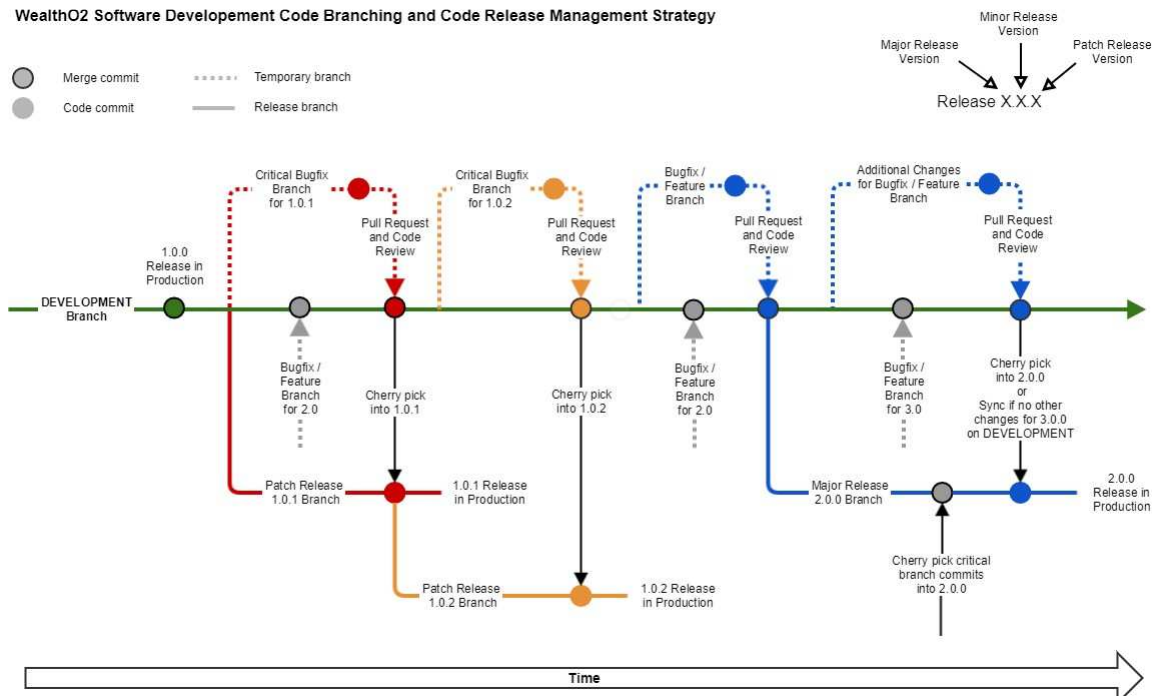 WealthO2 Software Developement Code Branching and Code Release Management Strategy
Minor Release
Version
Major Release
Version
Patch Release
Version
Release X.X.X
Merge commit
Temporary branch
Code commit
Release branch
Critical Bugfix
Branch
for 1.0.1
Critical Bugfix
Branch
for 1.0.2
Bugfix /
Feature
Branch
Additional Changes
for Bugfix / Feature
Branch
Pull Request
and Code
Review
Pull Request
and Code
Review
Pull Request
and Code
Review
Pull Request
and Code
Review
1.0.0
Release in
Production
DEVELOPMENT
Branch
Bugfix /
Feature
Branch
for 2.0
Cherry pick
into 1.0.1
Cherry pick
into 1.0.2
Bugfix /
Feature
Branch
for 2.0
Bugfix /
Feature
Branch
for 3.0
Cherry pick
into 2.0.0
or
Sync if no other
changes for 3.0.0
on DEVELOPMENT
Patch Release
1.0.1 Branch
1.0.1 Release
in Production
Major Release
2.0.0 Branch
2.0.0
Release in
Production
Patch Release
1.0.2 Branch
1.0.2 Release
in Production
Cherry pick critical
branch commits
into 2.0.0
Time